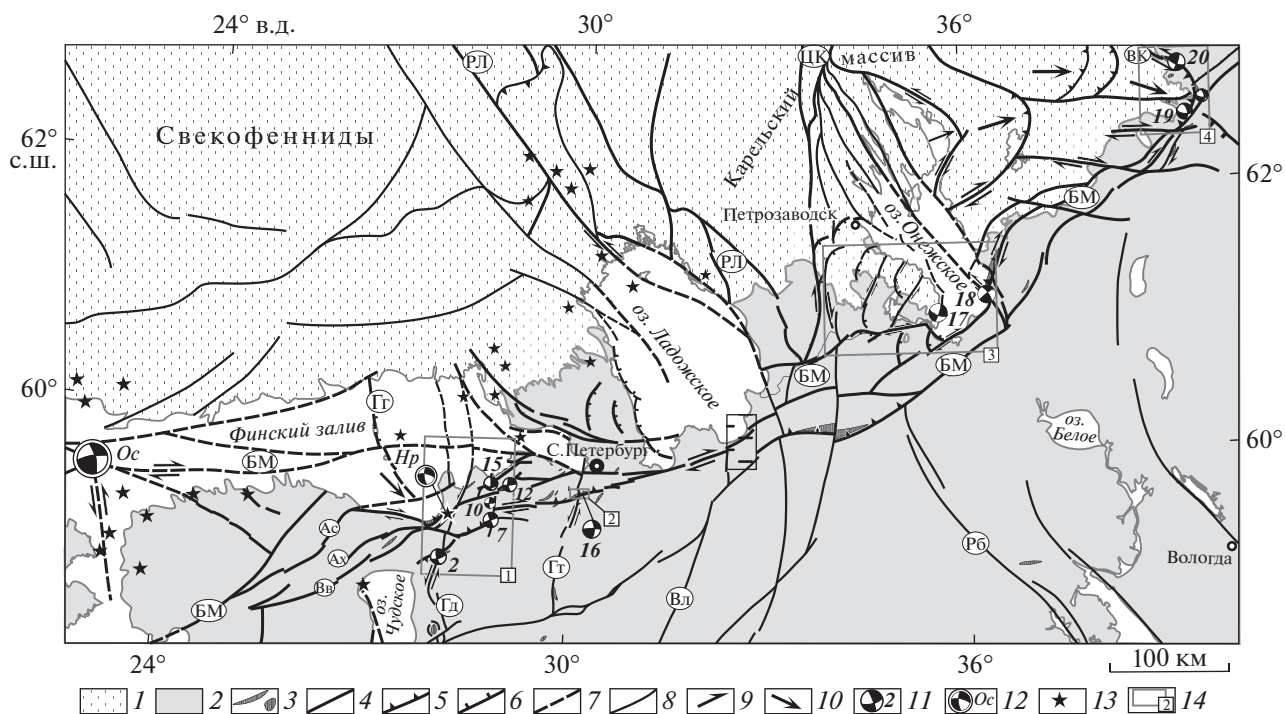 24° в.д.
30°
36°
РЛ
ЦК
массив
ВК
20
62°
с.ш.
Свекофенниды
Карельский
19
4
62°
БМ
Петрозаводск
оз. Онежское
РЛ
18
17
оз. Ладожское
3
БМ
БМ
60°
Гг
Финский залив
оз.
Белое
60°
Ос
БМ
Нр
15
С.Петербург
12
10
7
2
16
Ас
Ах
Вв
2
1
Гт
Рб
Вологда
БМ
оз.
Чудское
Гд
Вл
24°
30°
36°
100 км
1 2 3 4 5 6 7 8 9 10 2 11 Ос 12 13 2 14